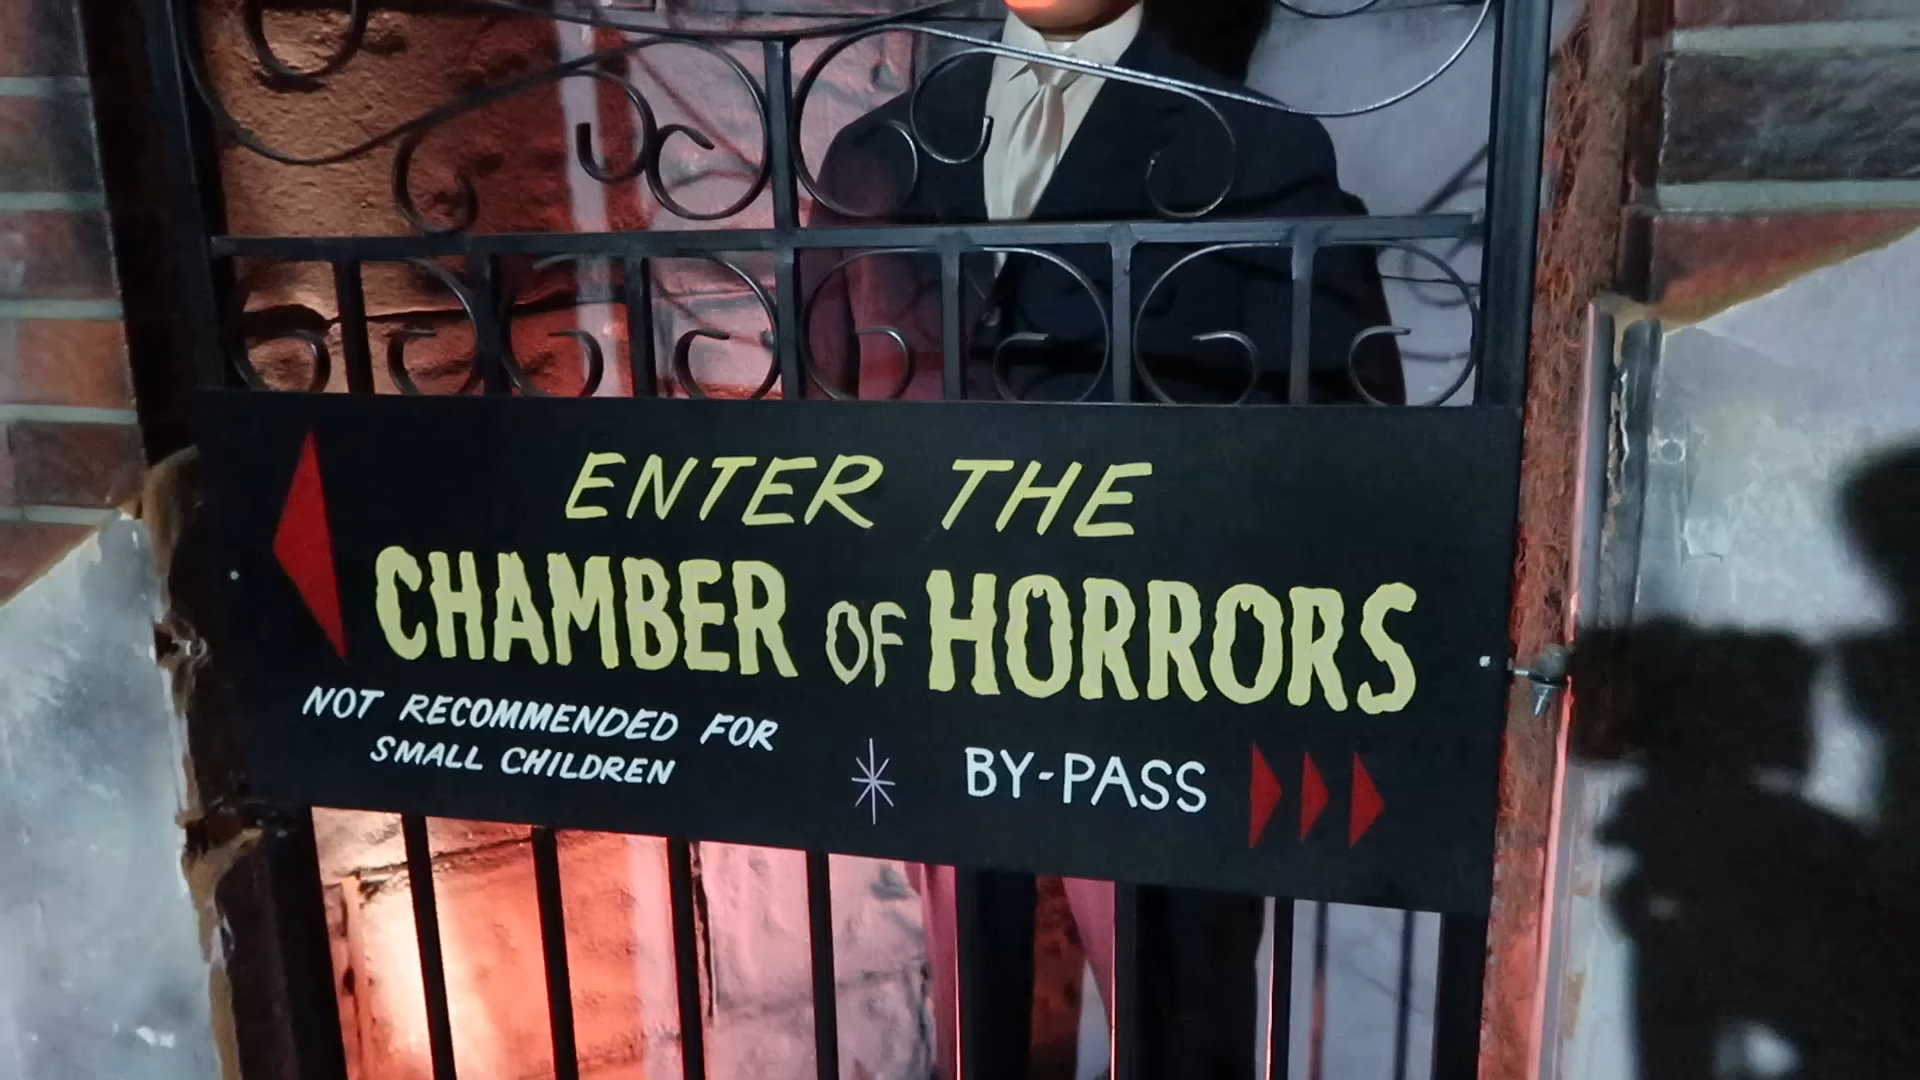 ENTER THE
CHAMBER OF HORRORS
NOT RECOMMENDED FOR
SMALL CHILDREN
BY-PASS